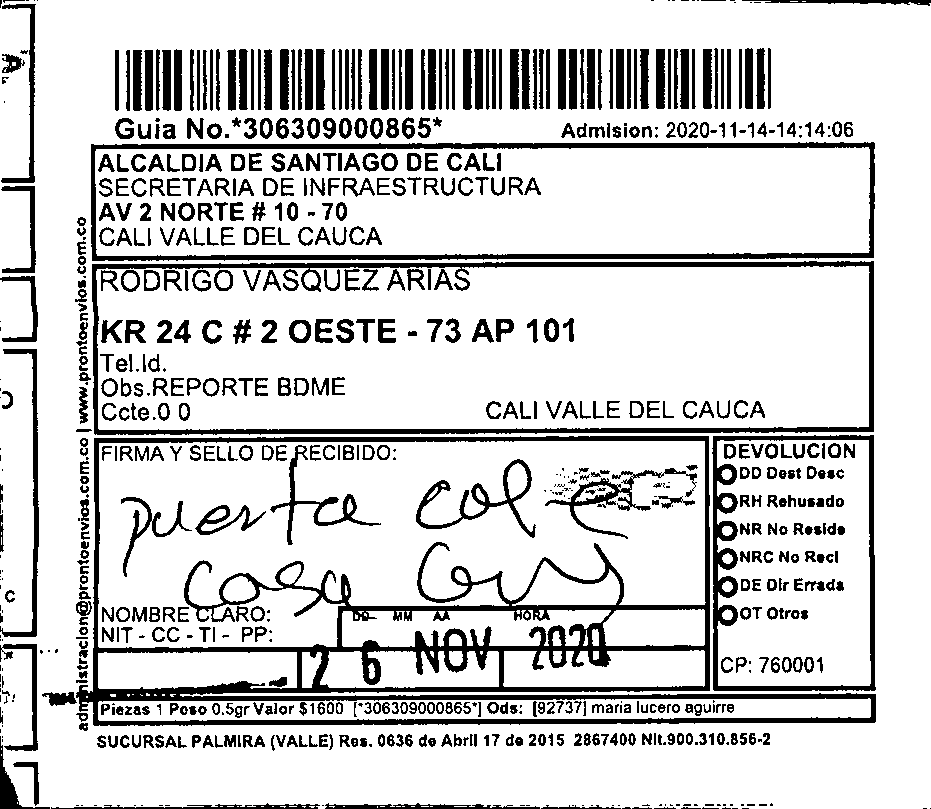 Guia No.*306309000865*
Admision: 2020-11-14-14:14:06
ALCALDIA DE SANTIAGO DE CALI
SECRETARIA DE INFRAESTRUCTURA
AV 2 NORTE # 10 - 70
CALI VALLE DEL CAUCA
RODRIGO VASQUEZ ARIAS
KR 24 C # 2 OESTE - 73 AP 101
Tel.Id.
Obs.REPORTE BDME
Ccte.0 0
CALI VALLE DEL CAUCA
administracion@prontoenvios.com.co | www.prontoenvios.com.co
FIRMA Y SELLO DE RECIBIDO:
puerta cafe
casa Gris
NOMBRE CLARO:
NIT - CC - TI - PP:
DD MM AA HORA
26 NOV 2020
DEVOLUCION
DD Dest Desc
RH Rehusado
NR No Reside
NRC No Recl
DE Dir Errada
OT Otros
CP: 760001
Piezas 1 Peso 0.5gr Valor $1600 [*306309000865*] Ods: [92737] maria lucero aguirre
SUCURSAL PALMIRA (VALLE) Res. 0636 de Abril 17 de 2015 2867400 Nit.900.310.856-2